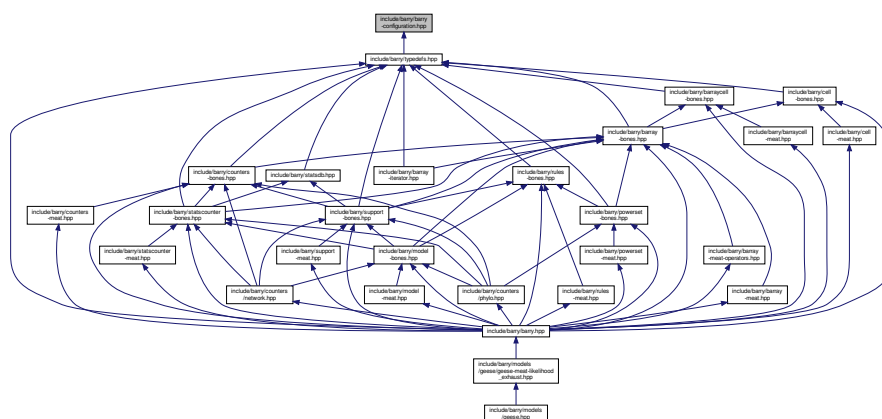 include/barry/barry
-configuration.hpp
include/barry/typedefs.hpp
include/barry/barraycell
-bones.hpp
include/barry/cell
-bones.hpp
include/barry/barray
-bones.hpp
include/barry/barraycell
-meat.hpp
include/barry/cell
-meat.hpp
include/barry/counters
-bones.hpp
include/barry/statsdb.hpp
include/barry/barray
-iterator.hpp
include/barry/rules
-bones.hpp
include/barry/counters
-meat.hpp
include/barry/statscounter
-bones.hpp
include/barry/support
-bones.hpp
include/barry/powerset
-bones.hpp
include/barry/statscounter
-meat.hpp
include/barry/support
-meat.hpp
include/barry/model
-bones.hpp
include/barry/powerset
-meat.hpp
include/barry/barray
-meat-operators.hpp
include/barry/counters
/network.hpp
include/barry/model
-meat.hpp
include/barry/counters
/phylo.hpp
include/barry/rules
-meat.hpp
include/barry/barray
-meat.hpp
include/barry/barry.hpp
include/barry/models
/geese/geese-meat-likelihood
_exhaust.hpp
include/barry/models
/geese.hpp